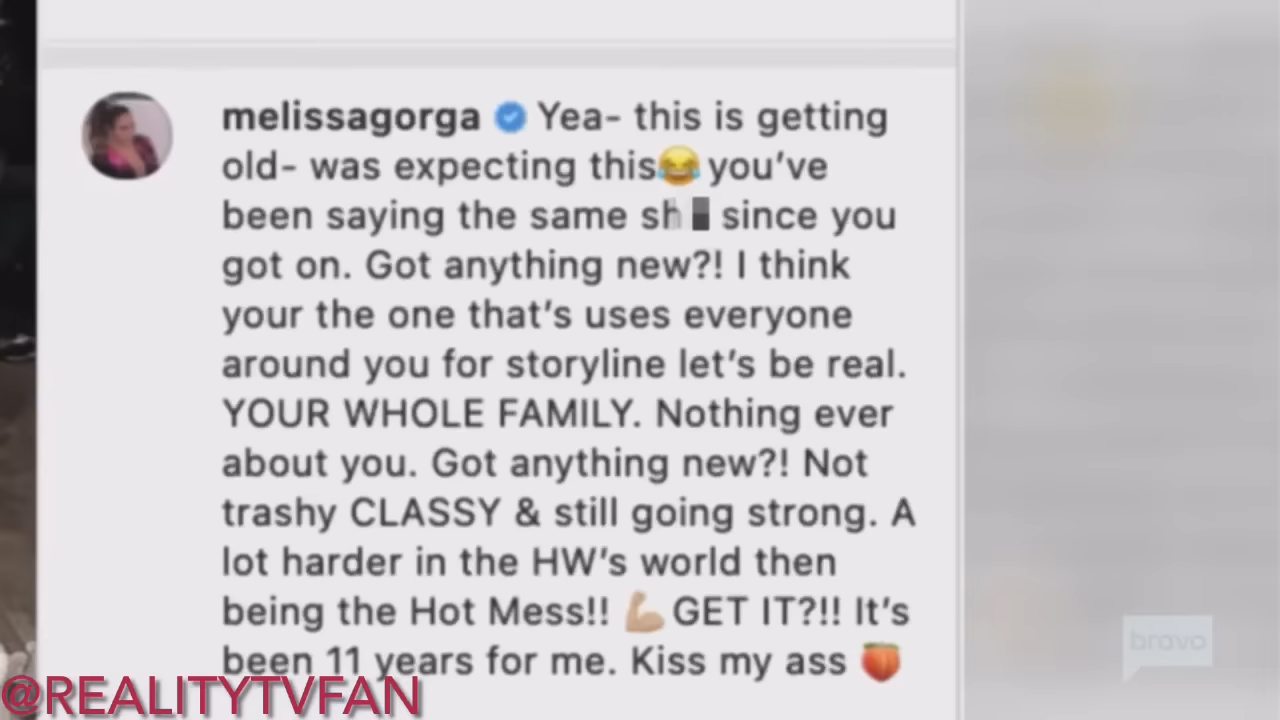 melissagorga Yea- this is getting
old- was expecting this😂 you've
been saying the same sh since you
got on. Got anything new?! I think
your the one that's uses everyone
around you for storyline let's be real.
YOUR WHOLE FAMILY. Nothing ever
about you. Got anything new?! Not
trashy CLASSY & still going strong. A
lot harder in the HW's world then
being the Hot Mess!! 💪🏼 GET IT?!! It's
been 11 years for me. Kiss my ass 🍑
bravo
@REALITYTVFAN